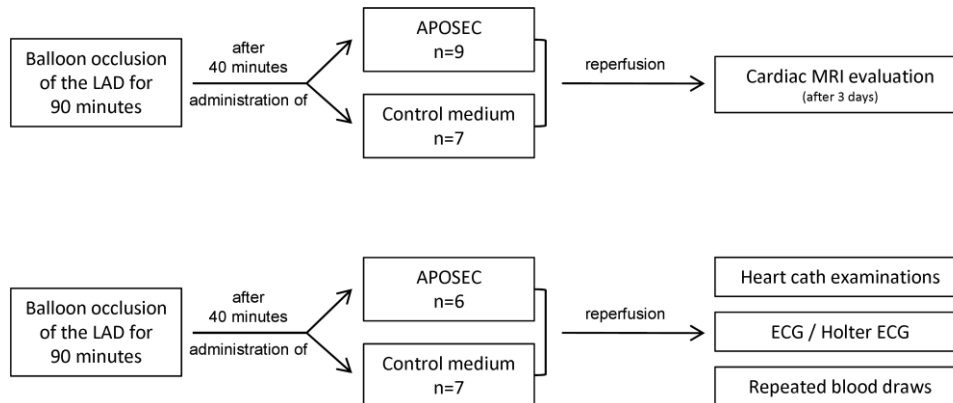 Balloon occlusion
of the LAD for
90 minutes
after
40 minutes
administration of
APOSEC
n=9
Control medium
n=7
reperfusion
Cardiac MRI evaluation
(after 3 days)
Balloon occlusion
of the LAD for
90 minutes
after
40 minutes
administration of
APOSEC
n=6
Control medium
n=7
reperfusion
Heart cath examinations
ECG / Holter ECG
Repeated blood draws